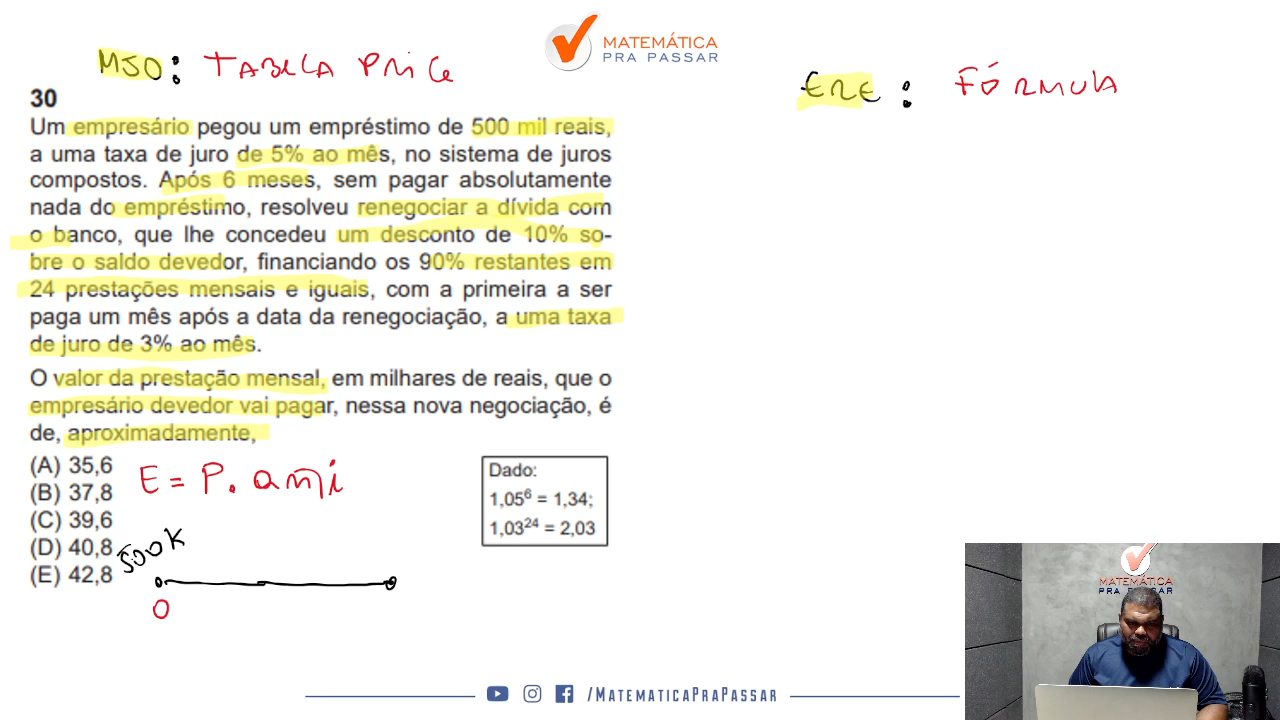 MATEMÁTICA
PRA PASSAR
MJO: TABELA PRICE
ERE: FÓRMULA
30
Um empresário pegou um empréstimo de 500 mil reais,
a uma taxa de juro de 5% ao mês, no sistema de juros
compostos. Após 6 meses, sem pagar absolutamente
nada do empréstimo, resolveu renegociar a dívida com
o banco, que lhe concedeu um desconto de 10% so-
bre o saldo devedor, financiando os 90% restantes em
24 prestações mensais e iguais, com a primeira a ser
paga um mês após a data da renegociação, a uma taxa
de juro de 3% ao mês.
O valor da prestação mensal, em milhares de reais, que o
empresário devedor vai pagar, nessa nova negociação, é
de, aproximadamente,
(A) 35,6
(B) 37,8
(C) 39,6
(D) 40,8
(E) 42,8
E = P. an┐i
Dado:
1,05⁶ = 1,34;
1,03²⁴ = 2,03
500K
0
MATEMÁTICA
PRA PASSAR
/MATEMATICAPRAPASSAR